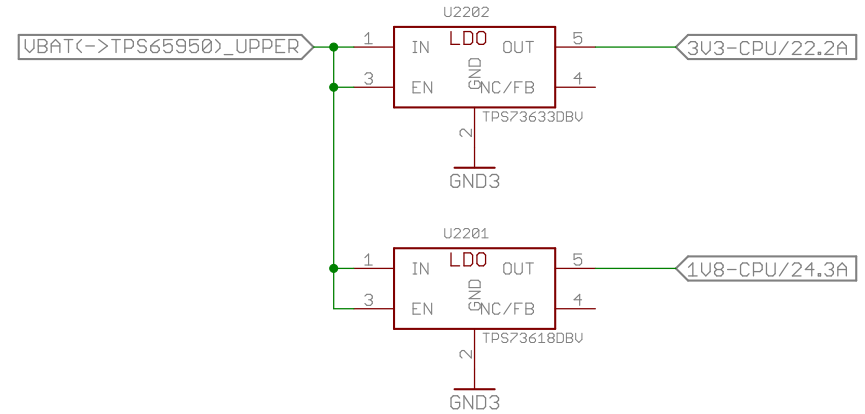 U2202
VBAT(->TPS65950)_UPPER
1 IN LDO OUT 5
3V3-CPU/22.2A
3 EN GND NC/FB 4
TPS73633DBV
2
GND3
U2201
1 IN LDO OUT 5
1V8-CPU/24.3A
3 EN GND NC/FB 4
TPS73618DBV
2
GND3